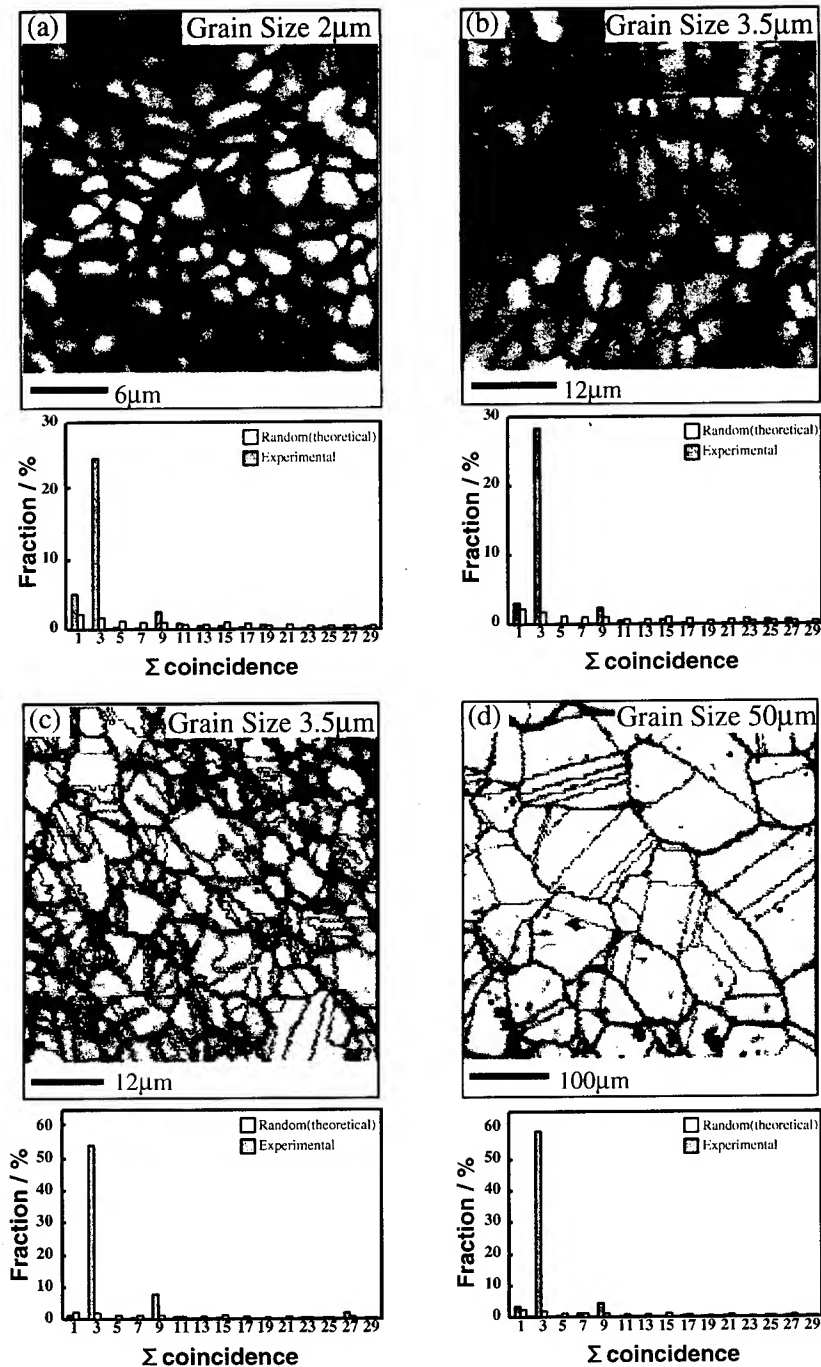 (a) Grain Size 2μm
6μm
30
20
10
0
Fraction / %
Random(theoretical)
Experimental
1 3 5 7 9 11 13 15 17 19 21 23 25 27 29
Σ coincidence
(b) Grain Size 3.5μm
12μm
30
20
10
0
Fraction / %
Random(theoretical)
Experimental
1 3 5 7 9 11 13 15 17 19 21 23 25 27 29
Σ coincidence
(c) Grain Size 3.5μm
12μm
60
50
40
30
20
10
0
Fraction / %
Random(theoretical)
Experimental
1 3 5 7 9 11 13 15 17 19 21 23 25 27 29
Σ coincidence
(d) Grain Size 50μm
100μm
60
50
40
30
20
10
0
Fraction / %
Random(theoretical)
Experimental
1 3 5 7 9 11 13 15 17 19 21 23 25 27 29
Σ coincidence